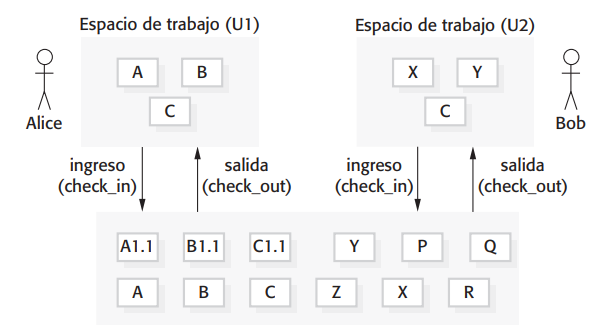 Espacio de trabajo (U1)
Espacio de trabajo (U2)
A B
C
X Y
C
Alice
Bob
ingreso
(check_in)
salida
(check_out)
ingreso
(check_in)
salida
(check_out)
A1.1 B1.1 C1.1 Y P Q
A B C Z X R